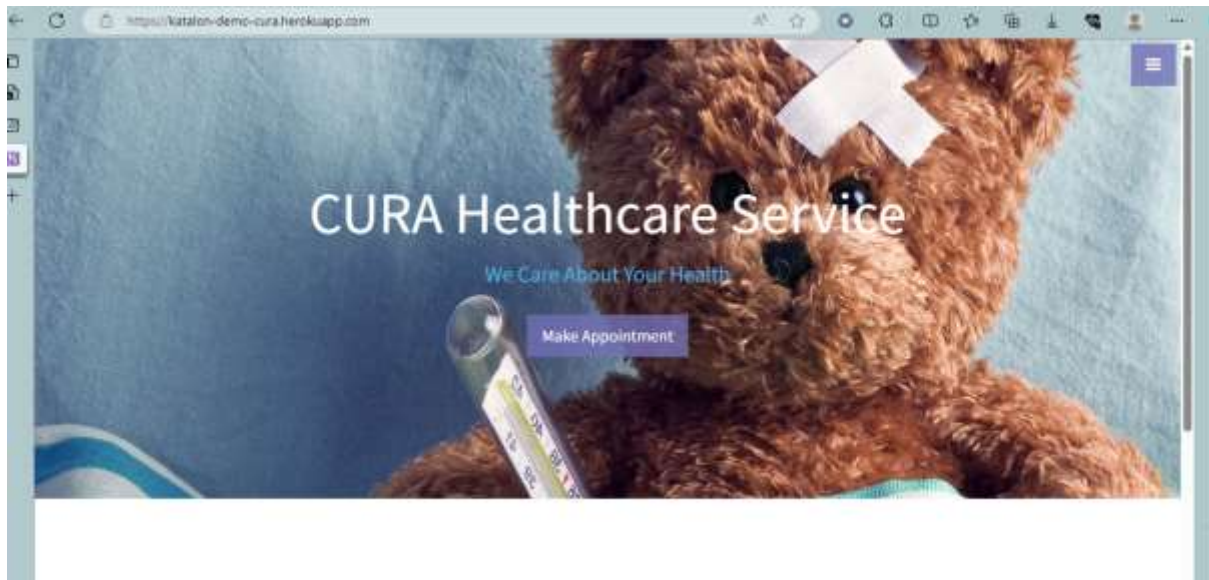 https://katalon-demo-cura.herokuapp.com
CURA Healthcare Service
We Care About Your Health
Make Appointment